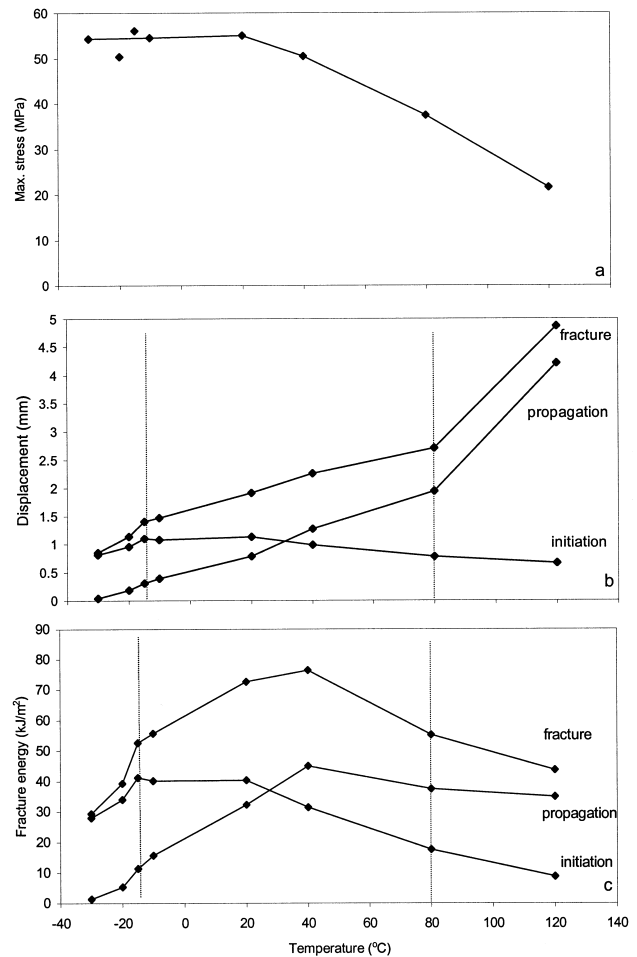 60
50
40
30
20
10
0
Max. stress (MPa)
a
5
4.5
4
3.5
3
2.5
2
1.5
1
0.5
0
Displacement (mm)
fracture
propagation
initiation
b
90
80
70
60
50
40
30
20
10
0
Fracture energy (kJ/m²)
fracture
propagation
initiation
c
-40 -20 0 20 40 60 80 100 120 140
Temperature (°C)